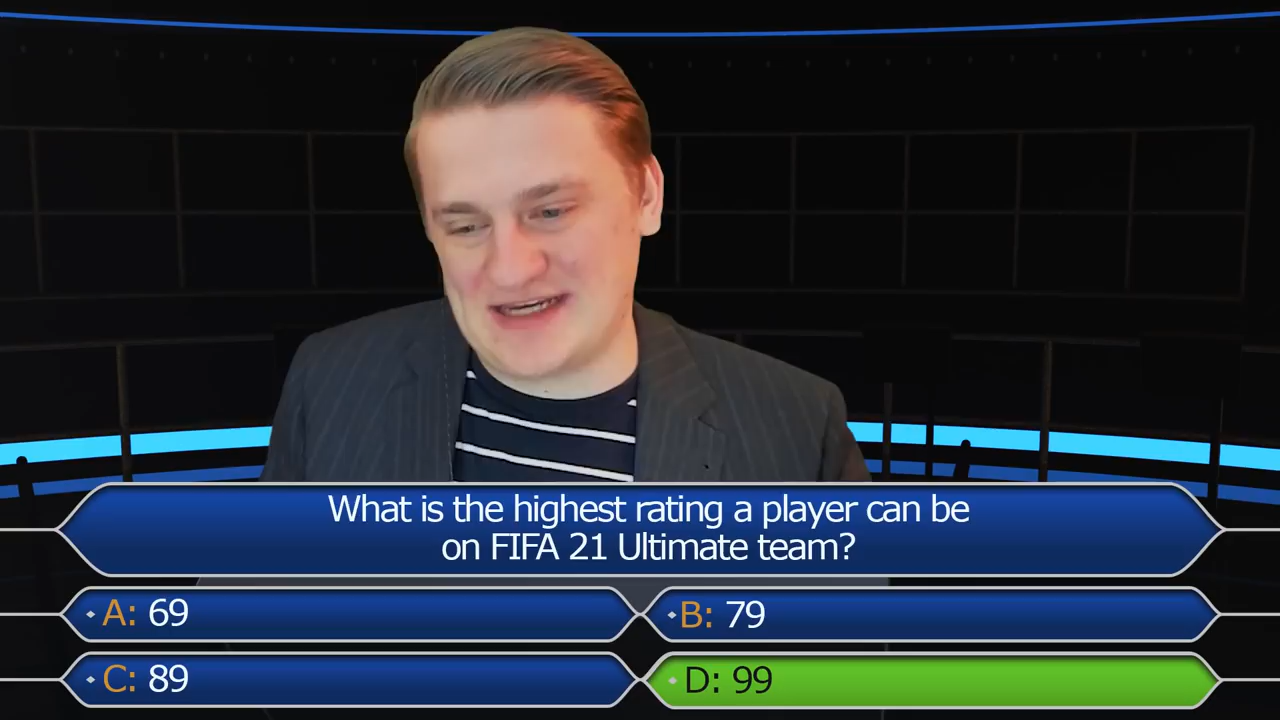 What is the highest rating a player can be
on FIFA 21 Ultimate team?
A: 69
B: 79
C: 89
D: 99